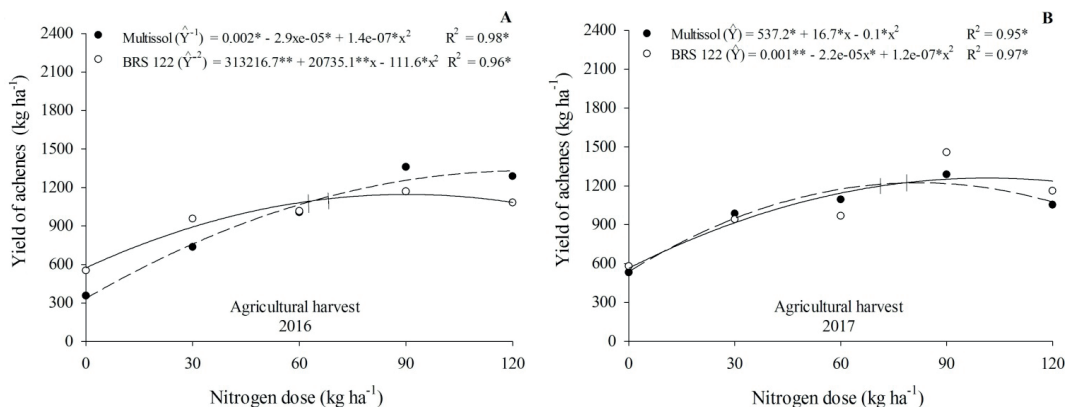 A
Multissol (Ŷ⁻¹) = 0.002* - 2.9xe-05* + 1.4e-07*x² R² = 0.98*
BRS 122 (Ŷ⁻²) = 313216.7** + 20735.1**x - 111.6*x² R² = 0.96*
Yield of achenes (kg ha⁻¹)
2400
2100
1800
1500
1200
900
600
300
0
Agricultural harvest
2016
0 30 60 90 120
Nitrogen dose (kg ha⁻¹)
B
Multissol (Ŷ) = 537.2* + 16.7*x - 0.1*x² R² = 0.95*
BRS 122 (Ŷ) = 0.001** - 2.2e-05x* + 1.2e-07*x² R² = 0.97*
Yield of achenes (kg ha⁻¹)
2400
2100
1800
1500
1200
900
600
300
0
Agricultural harvest
2017
0 30 60 90 120
Nitrogen dose (kg ha⁻¹)